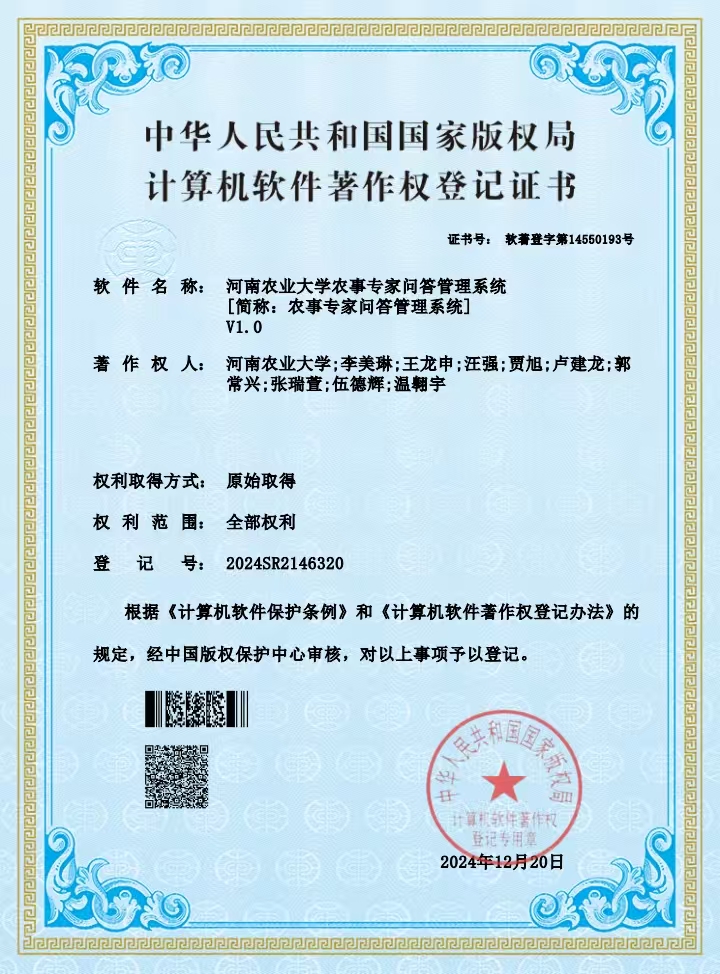 中华人民共和国国家版权局
计算机软件著作权登记证书
证书号： 软著登字第14550193号
软件名称： 河南农业大学农事专家问答管理系统
[简称：农事专家问答管理系统]
V1.0
著作权人： 河南农业大学;李美琳;王龙申;汪强;贾旭;卢建龙;郭
常兴;张瑞萱;伍德辉;温翱宇
权利取得方式： 原始取得
权利范围： 全部权利
登记号： 2024SR2146320
根据《计算机软件保护条例》和《计算机软件著作权登记办法》的
规定，经中国版权保护中心审核，对以上事项予以登记。
中华人民共和国国家版权局
计算机软件著作权
登记专用章
2024年12月20日